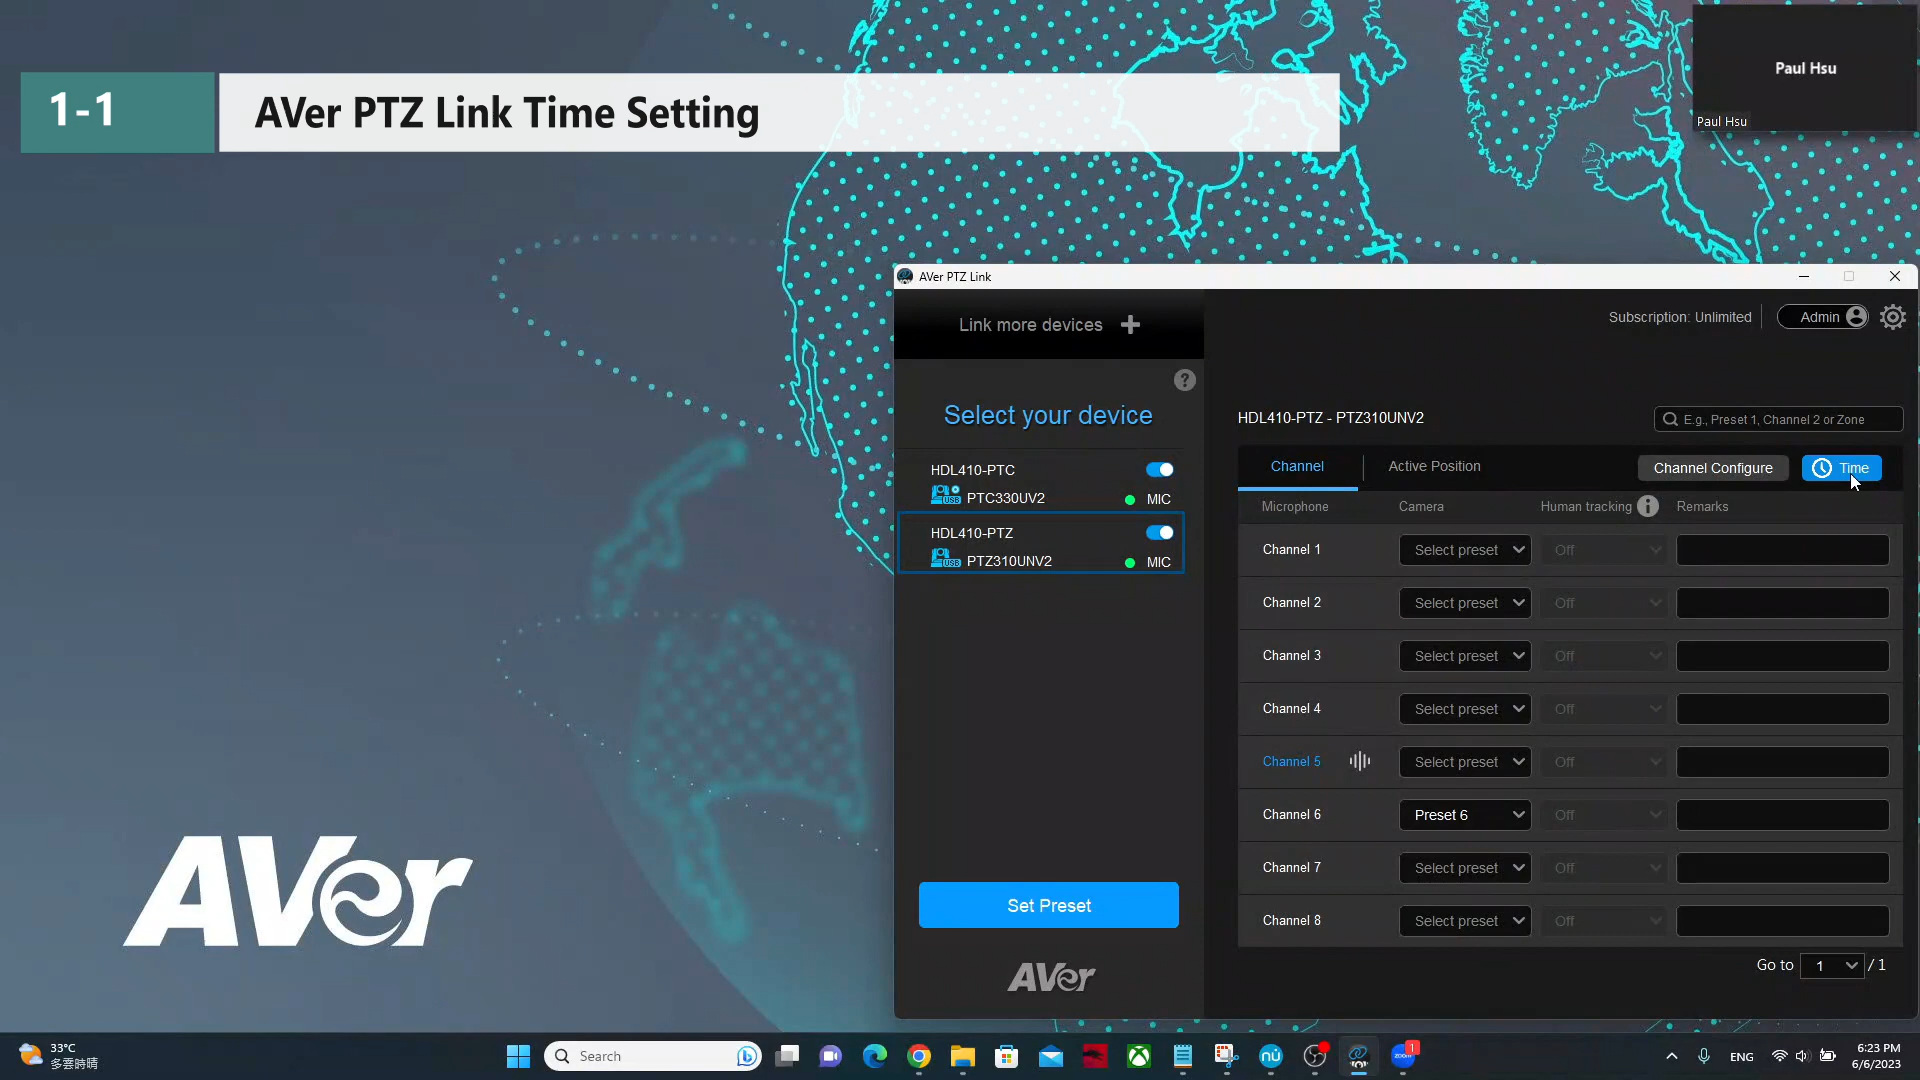 1-1
AVer PTZ Link Time Setting
Paul Hsu
Paul Hsu
AVer PTZ Link
Link more devices
Subscription: Unlimited
Admin
?
Select your device
HDL410-PTC
USB PTC330UV2 MIC
HDL410-PTZ
USB PTZ310UNV2 MIC
Set Preset
AVer
HDL410-PTZ - PTZ310UNV2
E.g., Preset 1, Channel 2 or Zone
Channel
Active Position
Channel Configure
Time
Microphone Camera Human tracking Remarks
Channel 1 Select preset Off
Channel 2 Select preset Off
Channel 3 Select preset Off
Channel 4 Select preset Off
Channel 5 Select preset Off
Channel 6 Preset 6 Off
Channel 7 Select preset Off
Channel 8 Select preset Off
Go to 1 / 1
AVer
33°C
多雲時晴
Search
nü
zoom
1
ENG
6:23 PM
6/6/2023